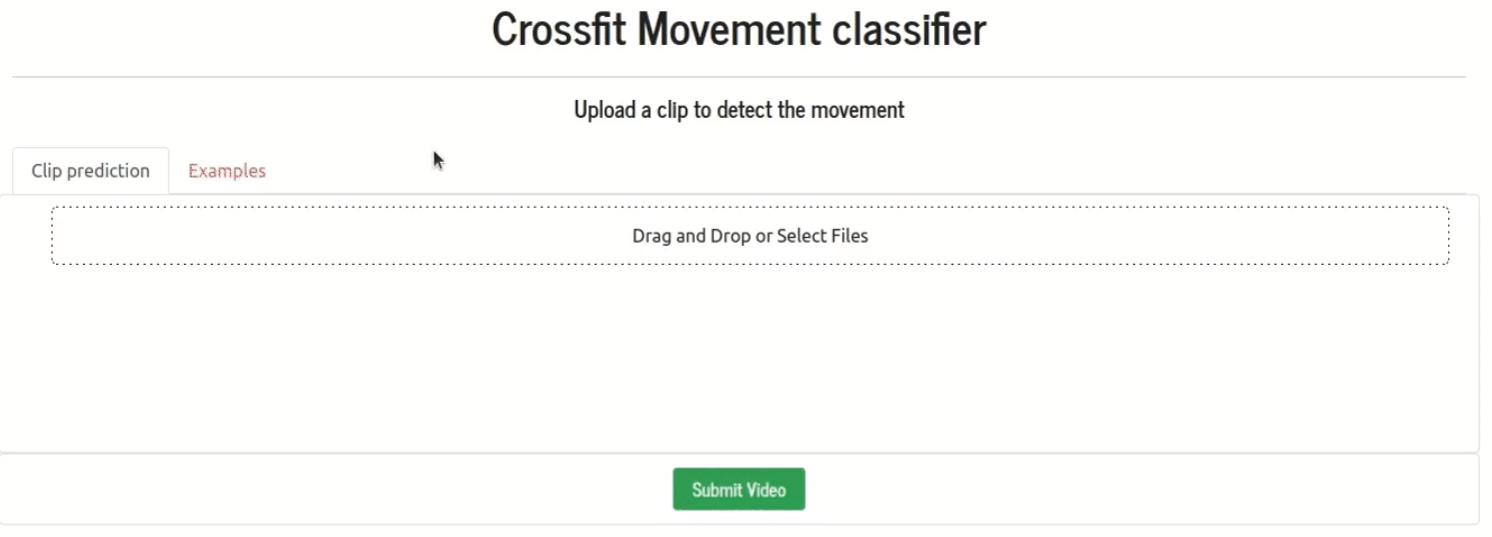 Crossfit Movement classifier
Upload a clip to detect the movement
Clip prediction
Examples
Drag and Drop or Select Files
Submit Video